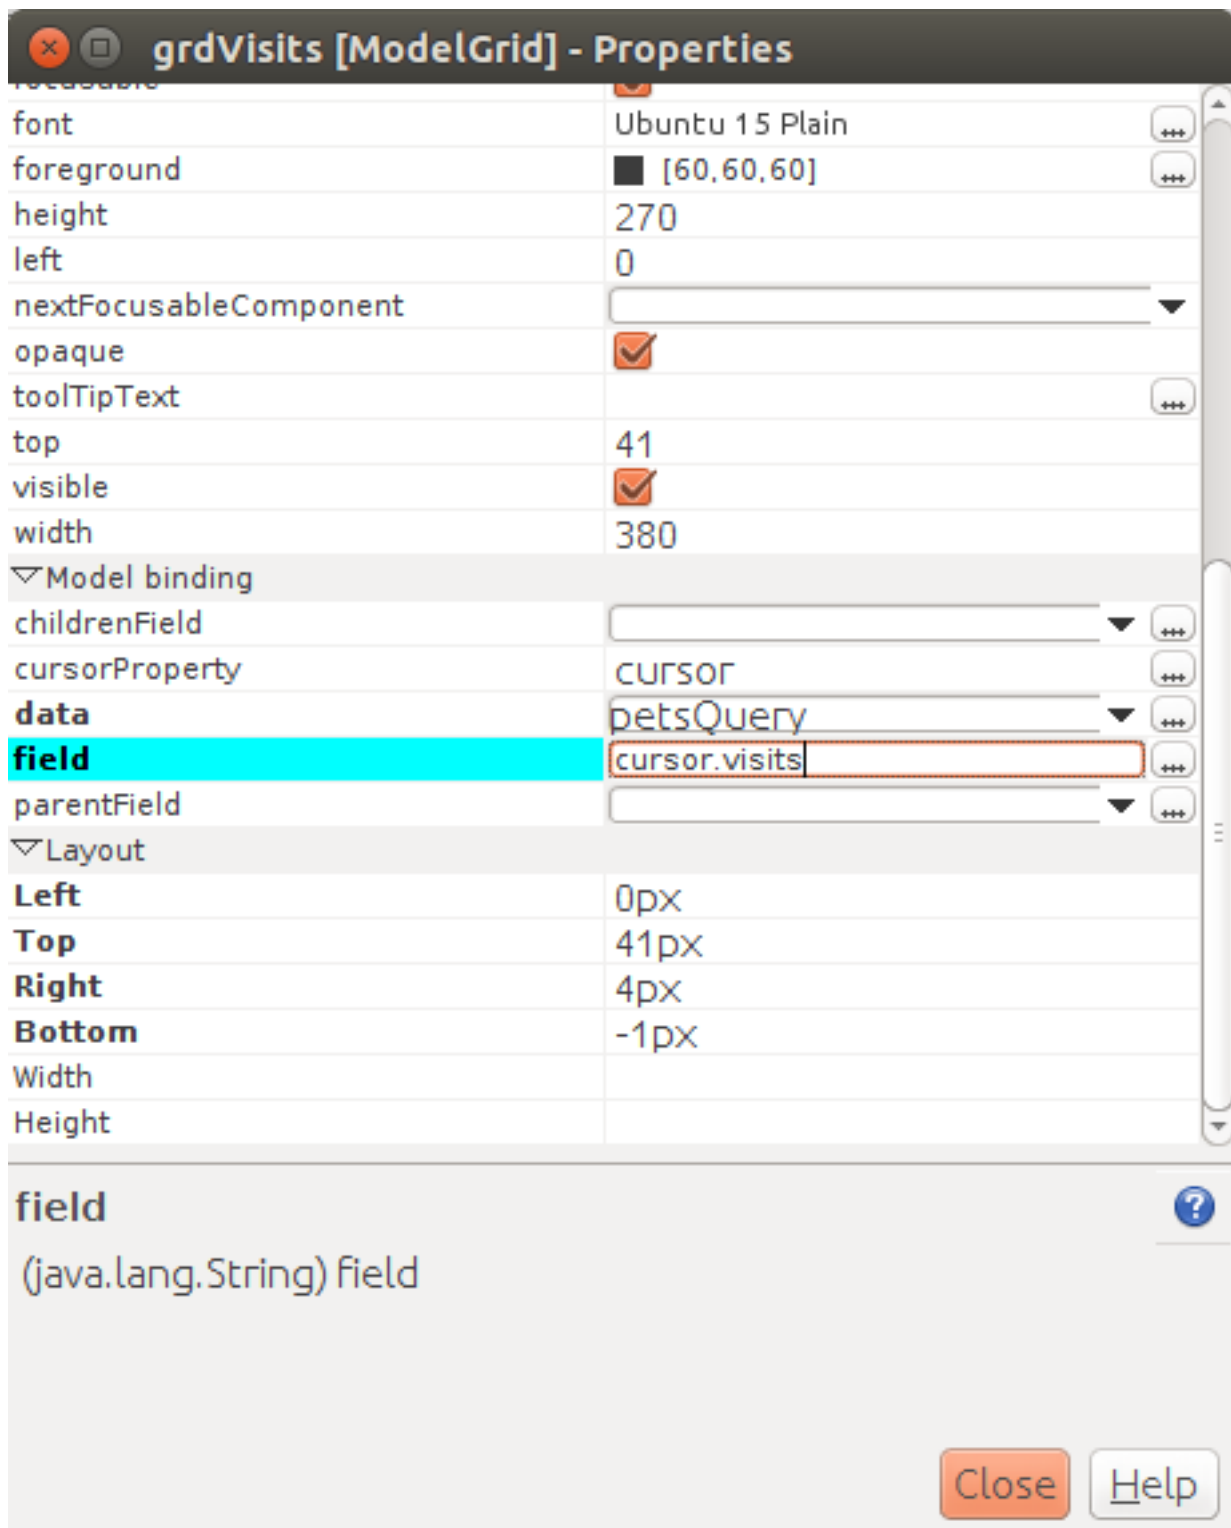 grdVisits [ModelGrid] - Properties
focusable
font Ubuntu 15 Plain ...
foreground [60,60,60] ...
height 270
left 0
nextFocusableComponent
opaque
toolTipText ...
top 41
visible
width 380
Model binding
childrenField ...
cursorProperty cursor ...
data petsQuery ...
field cursor.visits ...
parentField ...
Layout
Left 0px
Top 41px
Right 4px
Bottom -1px
Width
Height
field ?
(java.lang.String) field
Close Help